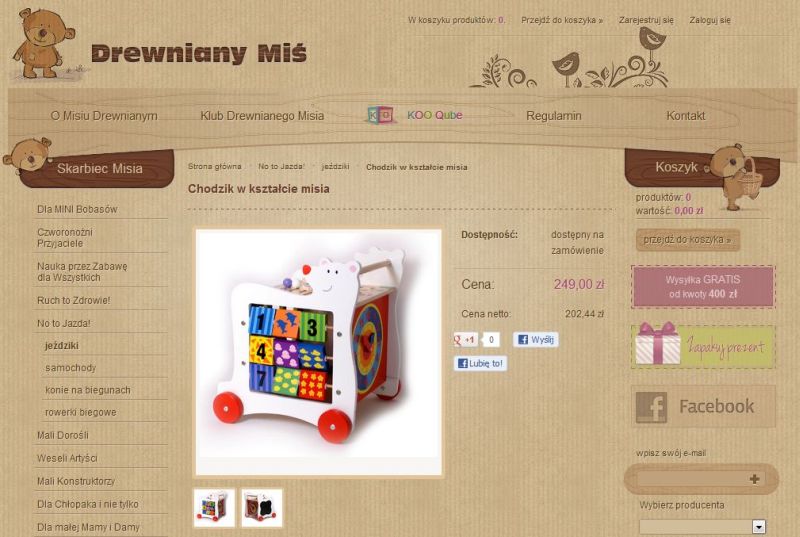 W koszyku produktów: 0. Przejdź do koszyka » Zarejestruj się Zaloguj się
Drewniany Miś
O Misiu Drewnianym Klub Drewnianego Misia KOO KOO Qube Regulamin Kontakt
Skarbiec Misia
Dla MINI Bobasów
Czworonożni
Przyjaciele
Nauka przez Zabawę
dla Wszystkich
Ruch to Zdrowie!
No to Jazda!
jeździki
samochody
konie na biegunach
rowerki biegowe
Mali Dorośli
Weseli Artyści
Mali Konstruktorzy
Dla Chłopaka i nie tylko
Dla małej Mamy i Damy
Strona główna No to Jazda! jeździki Chodzik w kształcie misia
Chodzik w kształcie misia
1 3
4
7
Dostępność: dostępny na
zamówienie
Cena: 249,00 zł
Cena netto: 202,44 zł
+1 0 Wyślij
Lubię to!
Koszyk
produktów: 0
wartość: 0,00 zł
przejdź do koszyka »
Wysyłka GRATIS
od kwoty 400 zł
Zapakuj prezent
Facebook
wpisz swój e-mail
Wybierz producenta